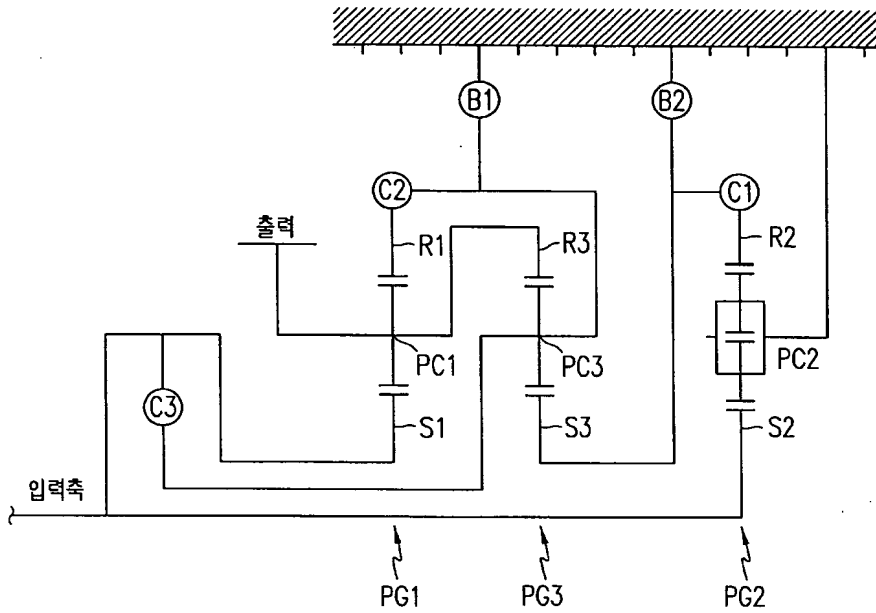 B1
B2
C2
C1
출력
R1
R3
R2
PC1
PC3
PC2
C3
S1
S3
S2
입력축
PG1
PG3
PG2